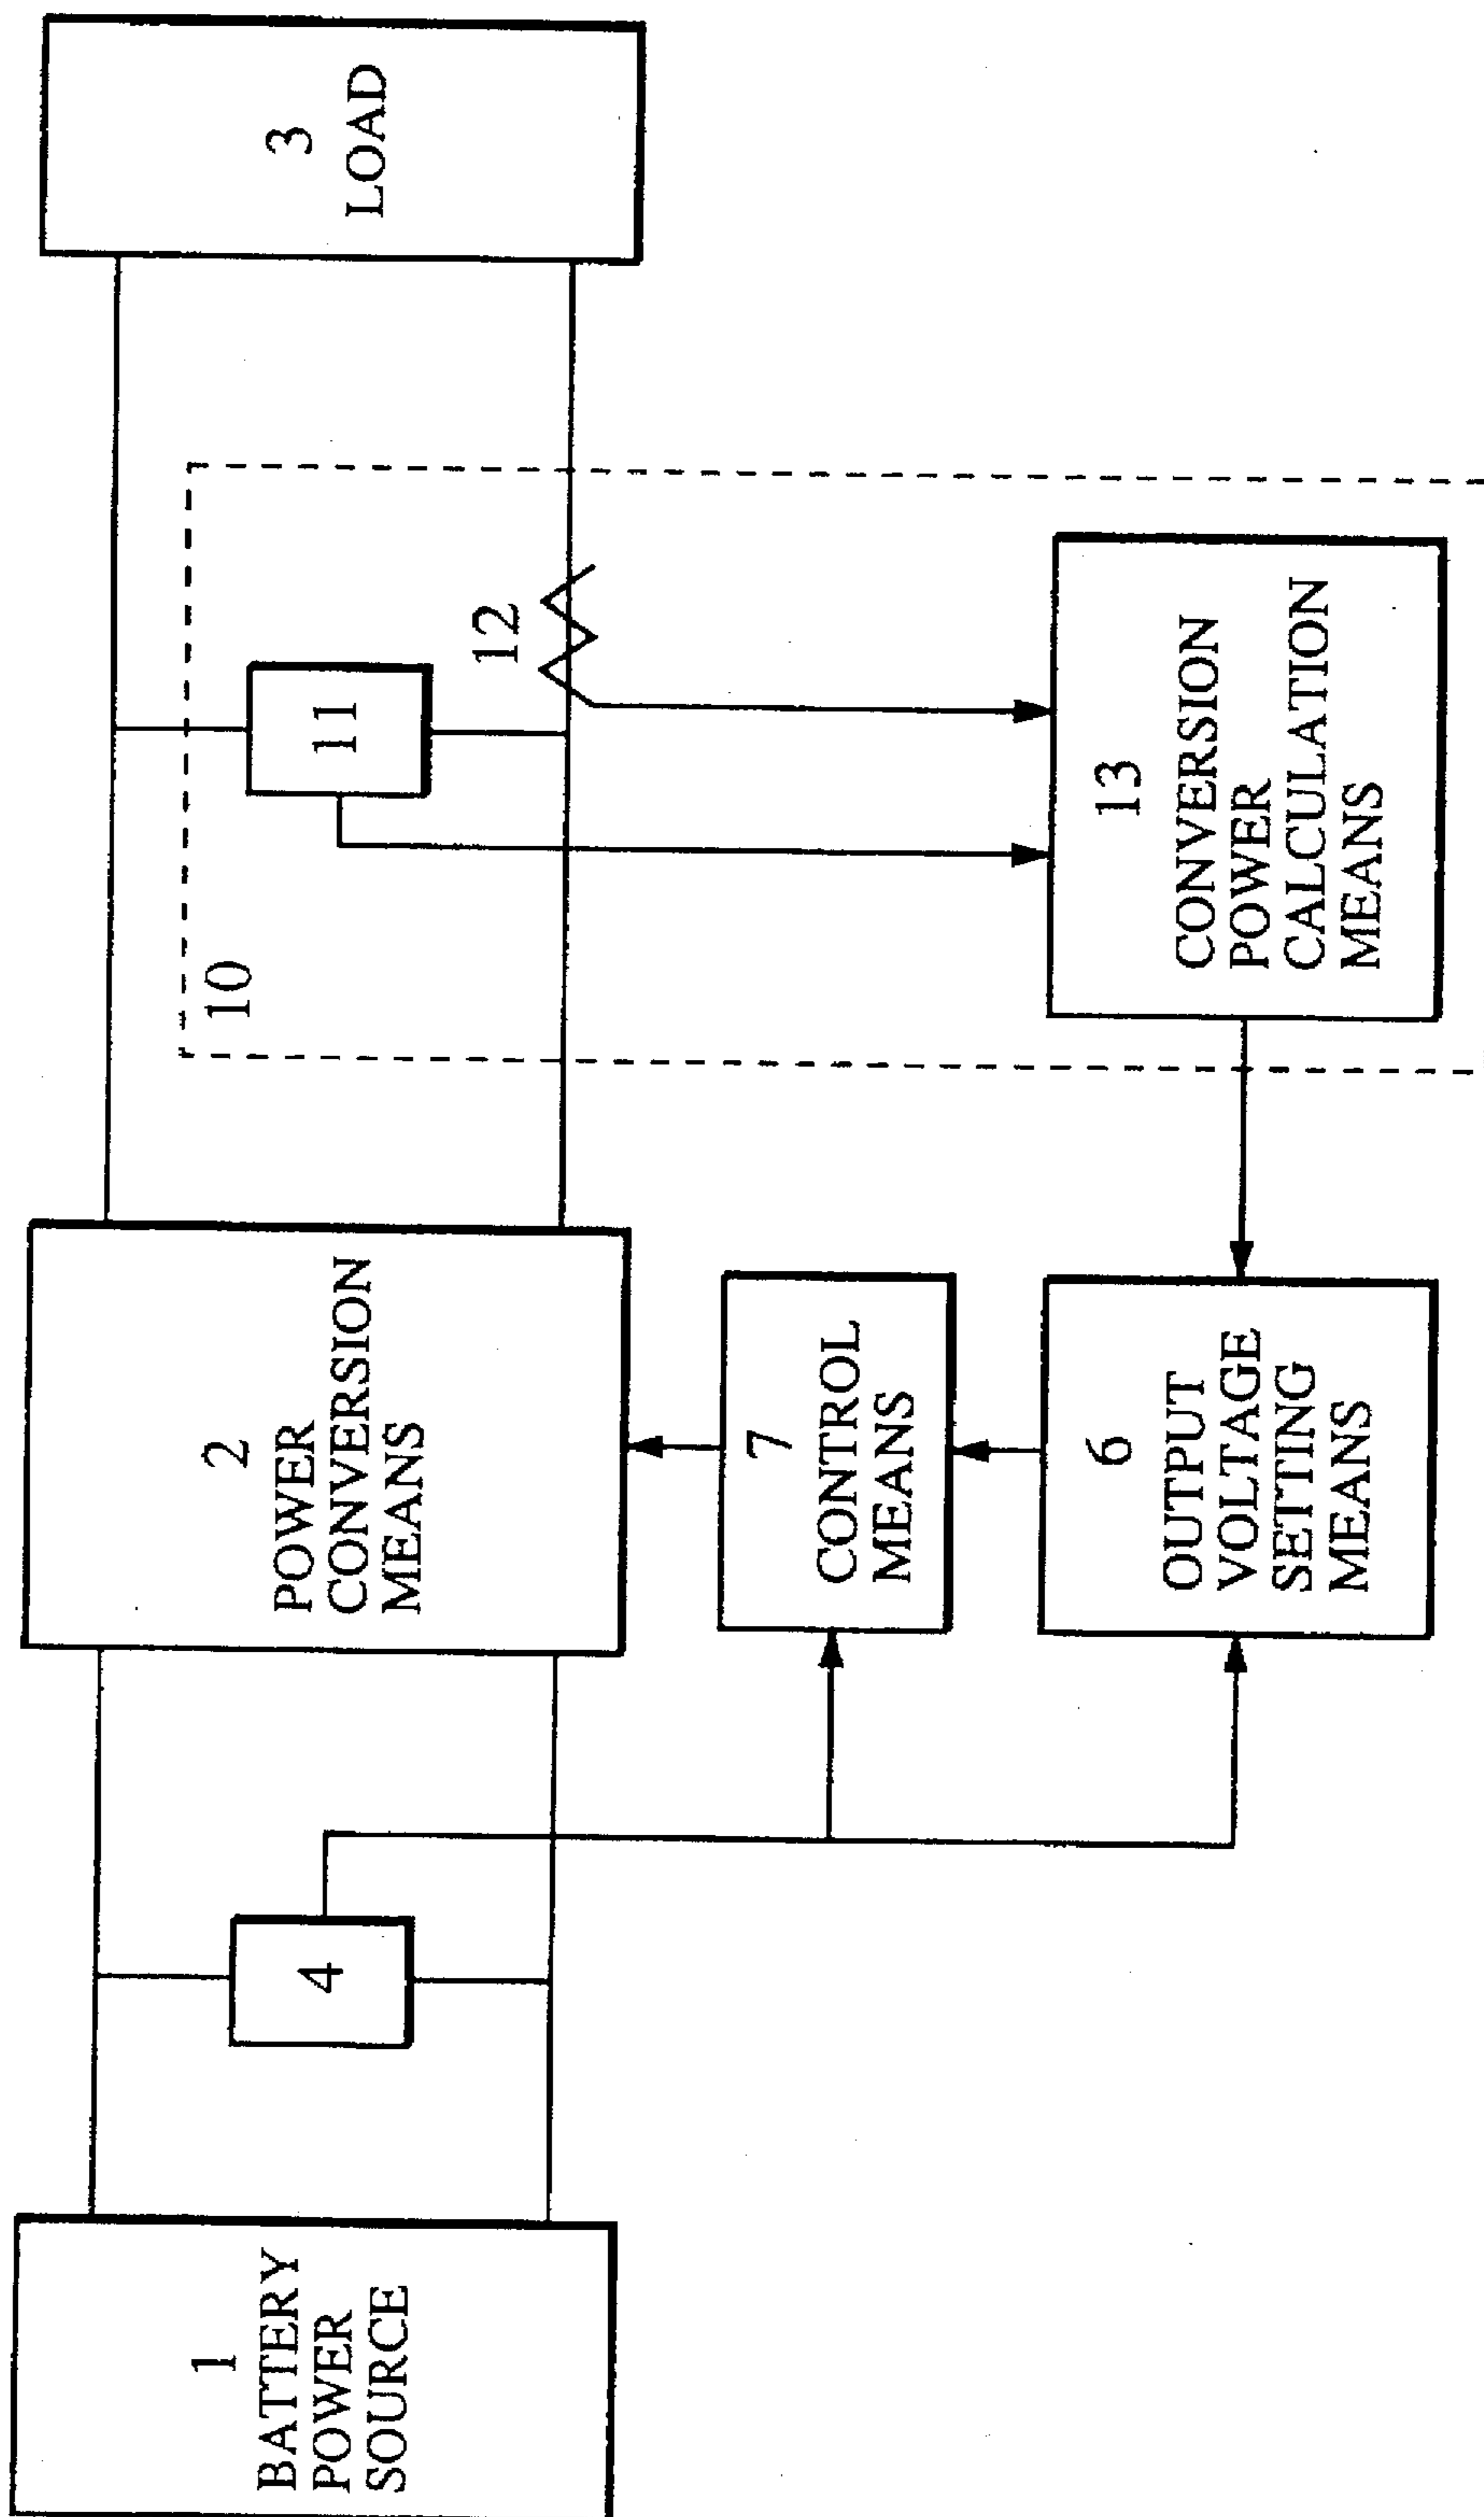 1
BATTERY
POWER
SOURCE
4
2
POWER
CONVERSION
MEANS
7
CONTROL
MEANS
6
OUTPUT
VOLTAGE
SETTING
MEANS
10
11
12
13
CONVERSION
POWER
CALCULATION
MEANS
3
LOAD